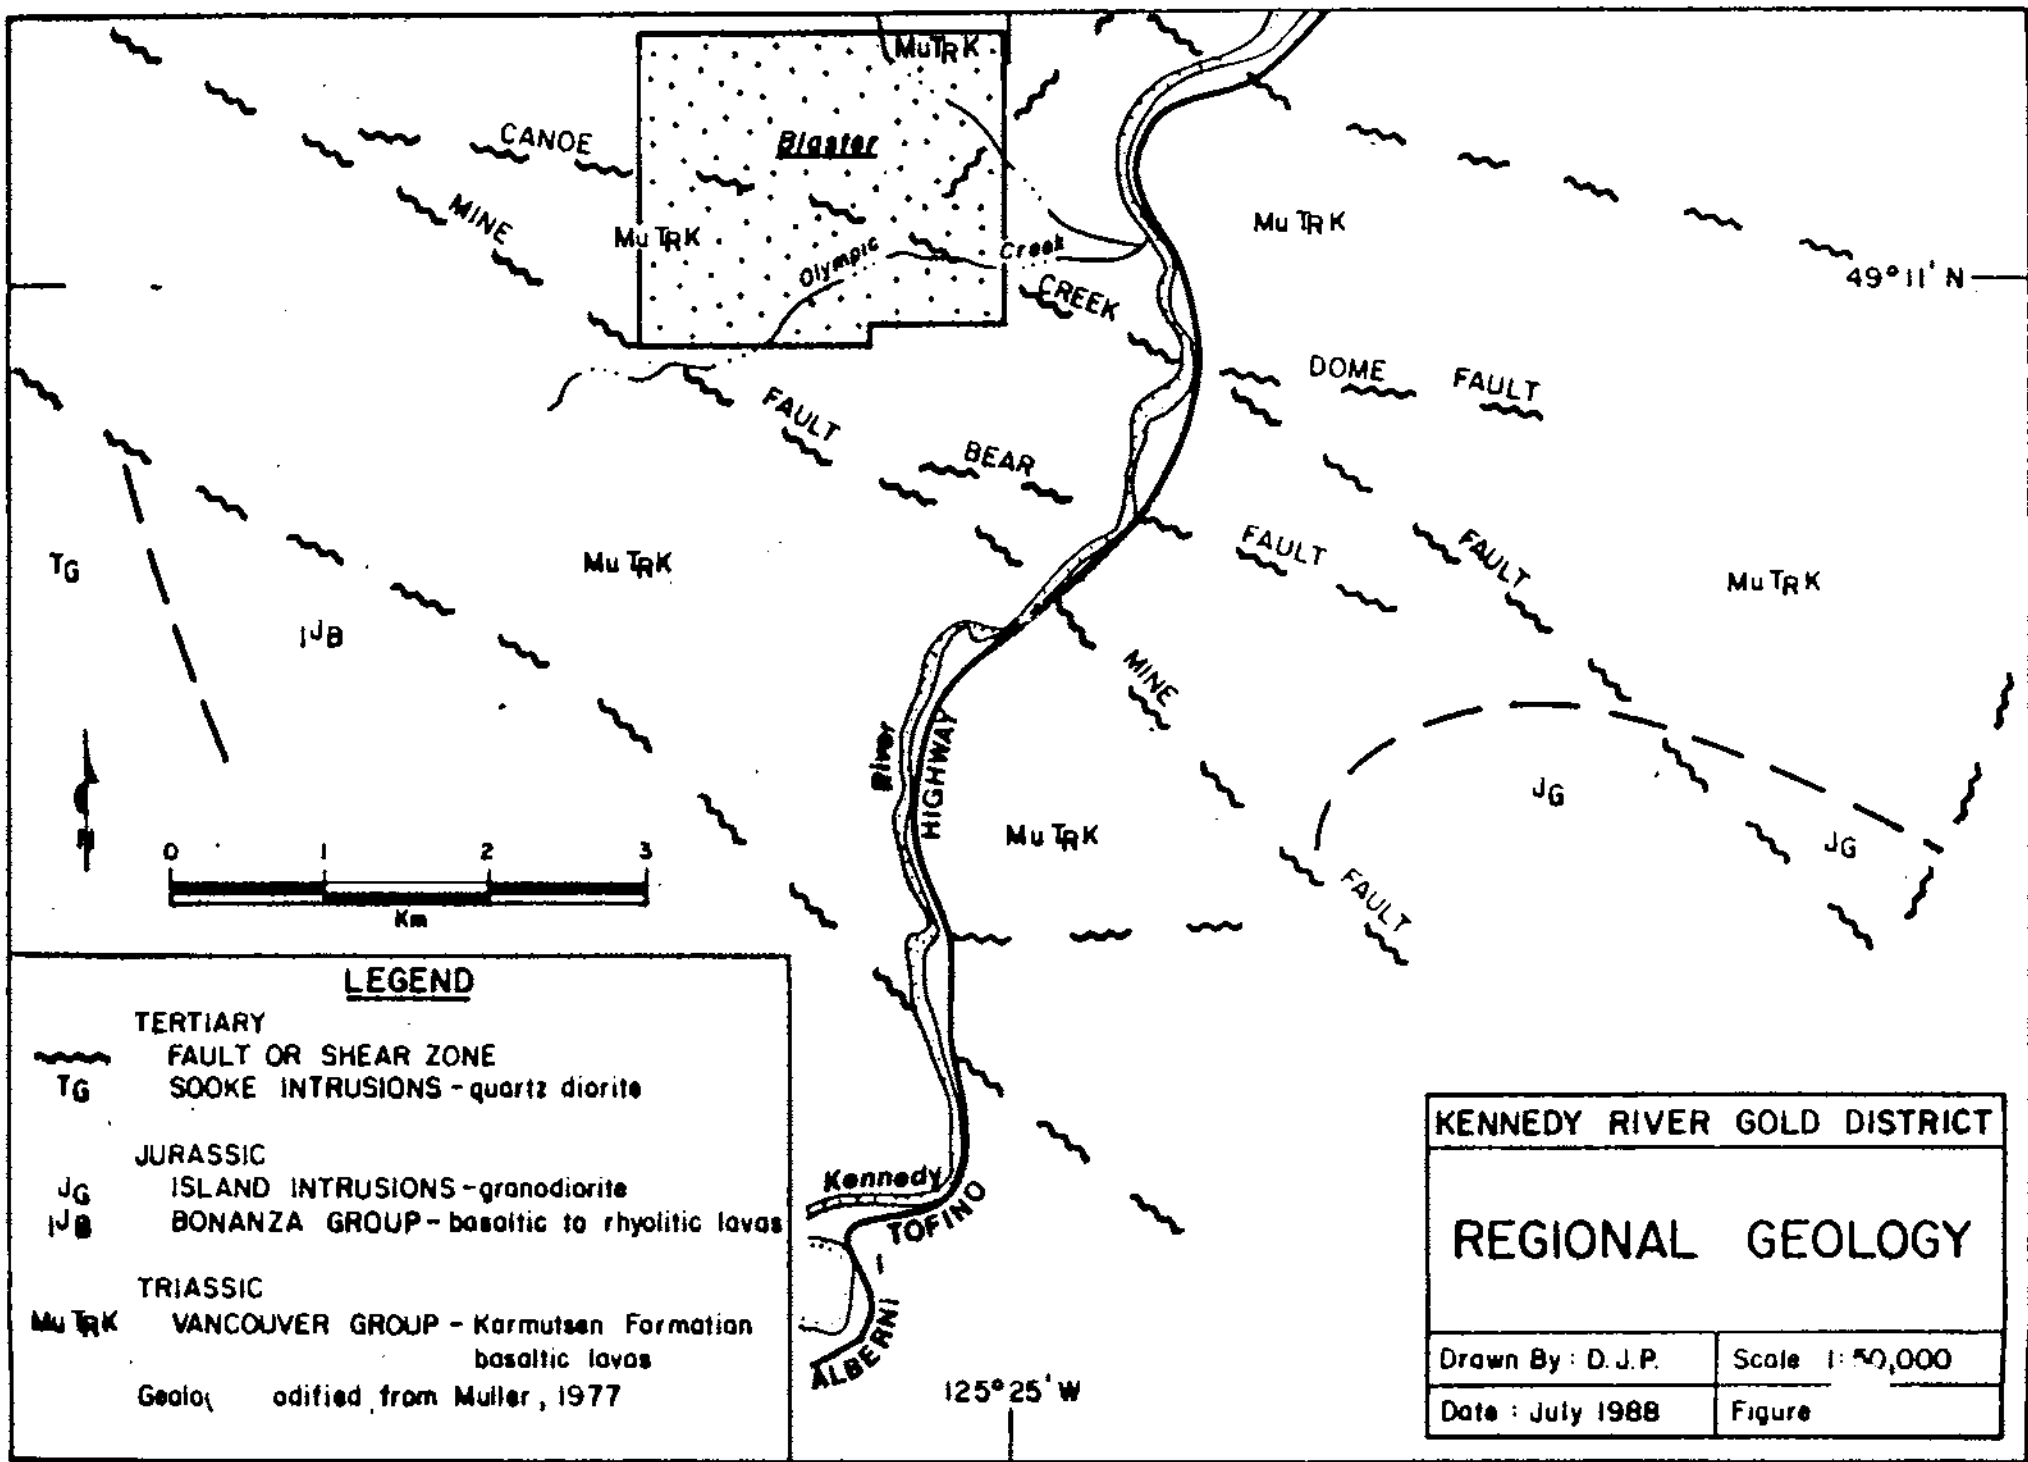 MuTRK
Blaster
CANOE
MINE
MuTRK
Olympic Creek
CREEK
MuTRK
49°11' N
DOME FAULT
FAULT
BEAR
FAULT
FAULT
TG
MuTRK
MuTRK
lJB
MINE
River
HIGHWAY
JG
JG
MuTRK
FAULT
N
0 1 2 3
Km
LEGEND
TERTIARY
FAULT OR SHEAR ZONE
TG SOOKE INTRUSIONS - quartz diorite
JURASSIC
JG ISLAND INTRUSIONS - granodiorite
lJB BONANZA GROUP - basaltic to rhyolitic lavas
TRIASSIC
MuTRK VANCOUVER GROUP - Karmutsen Formation
basaltic lavas
odified from Muller, 1977
Kennedy
TOFINO
-
ALBERNI
125°25' W
KENNEDY RIVER GOLD DISTRICT
REGIONAL GEOLOGY
Drawn By : D.J.P.
Scale 1:50,000
Date : July 1988
Figure